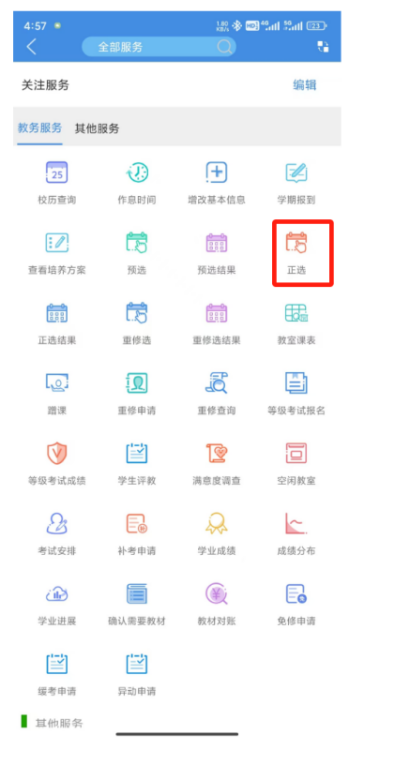 4:57
全部服务
关注服务 编辑
教务服务 其他服务
25
校历查询 作息时间 增改基本信息 学期报到
查看培养方案 预选 预选结果 正选
正选结果 重修选 重修选结果 教室课表
蹭课 重修申请 重修查询 等级考试报名
等级考试成绩 学生评教 满意度调查 空闲教室
考试安排 补考申请 学业成绩 成绩分布
学业进展 确认需要教材 教材对账 免修申请
缓考申请 异动申请
其他服务